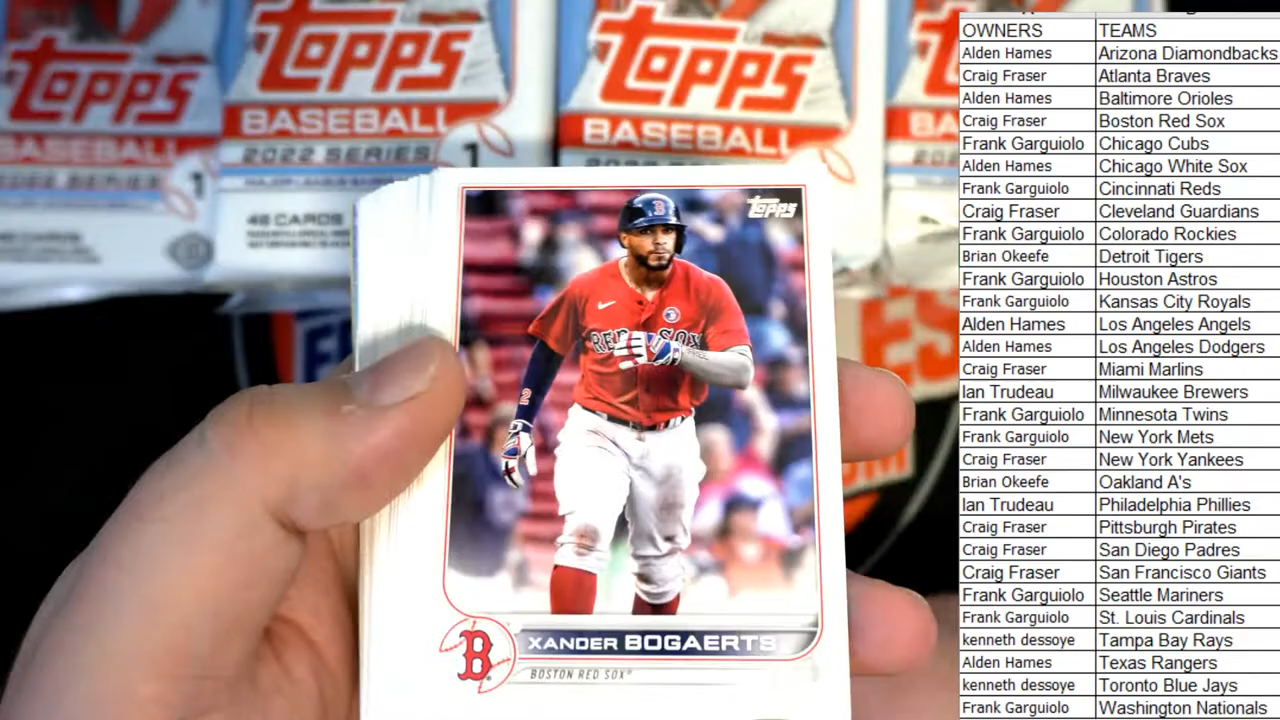 Topps
BASEBALL
2022 SERIES 1
Topps
BASEBALL
2022 SERIES 1
48 CARDS
Topps
BASEBALL
Topps
RED SOX
2
B
XANDER BOGAERTS
BOSTON RED SOX®
OWNERS TEAMS
Alden Hames Arizona Diamondbacks
Craig Fraser Atlanta Braves
Alden Hames Baltimore Orioles
Craig Fraser Boston Red Sox
Frank Garguiolo Chicago Cubs
Alden Hames Chicago White Sox
Frank Garguiolo Cincinnati Reds
Craig Fraser Cleveland Guardians
Frank Garguiolo Colorado Rockies
Brian Okeefe Detroit Tigers
Frank Garguiolo Houston Astros
Frank Garguiolo Kansas City Royals
Alden Hames Los Angeles Angels
Alden Hames Los Angeles Dodgers
Craig Fraser Miami Marlins
Ian Trudeau Milwaukee Brewers
Frank Garguiolo Minnesota Twins
Frank Garguiolo New York Mets
Craig Fraser New York Yankees
Brian Okeefe Oakland A's
Ian Trudeau Philadelphia Phillies
Craig Fraser Pittsburgh Pirates
Craig Fraser San Diego Padres
Craig Fraser San Francisco Giants
Frank Garguiolo Seattle Mariners
Frank Garguiolo St. Louis Cardinals
kenneth dessoye Tampa Bay Rays
Alden Hames Texas Rangers
kenneth dessoye Toronto Blue Jays
Frank Garguiolo Washington Nationals